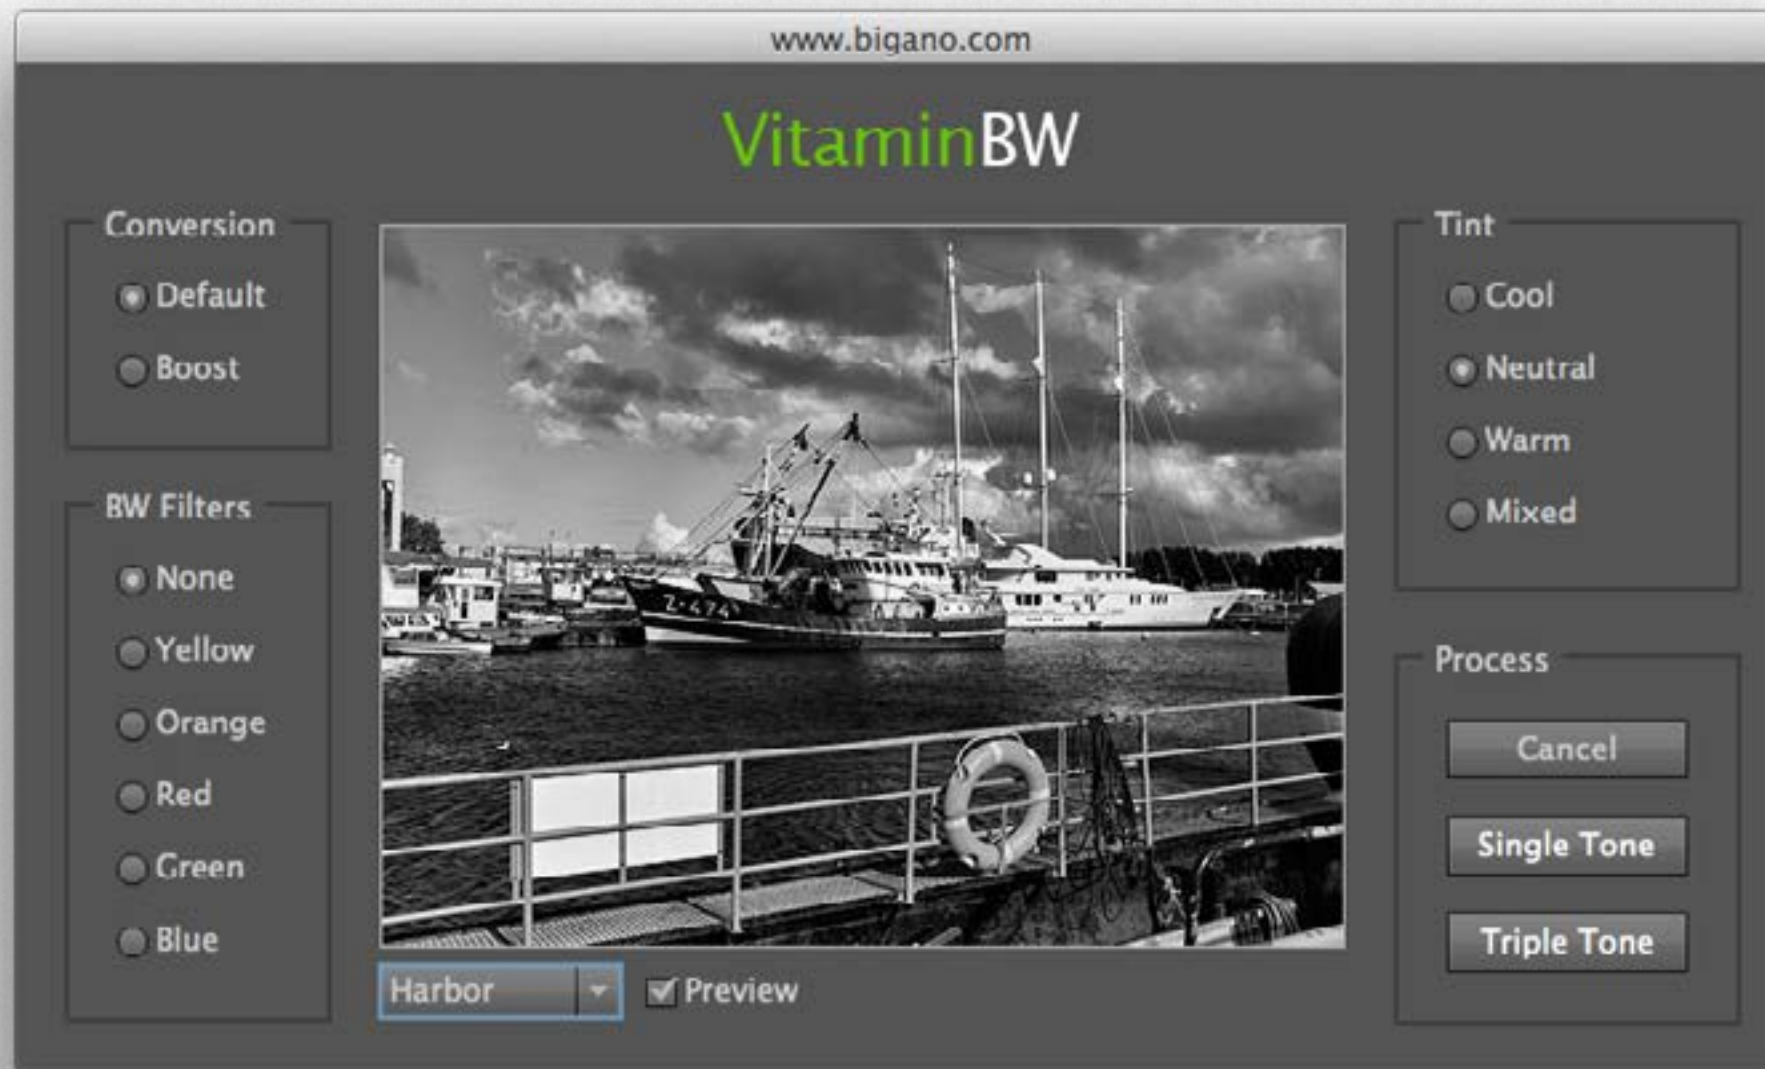 www.bigano.com
VitaminBW
Conversion
Default
Boost
BW Filters
None
Yellow
Orange
Red
Green
Blue
Z-474
Harbor
Preview
Tint
Cool
Neutral
Warm
Mixed
Process
Cancel
Single Tone
Triple Tone